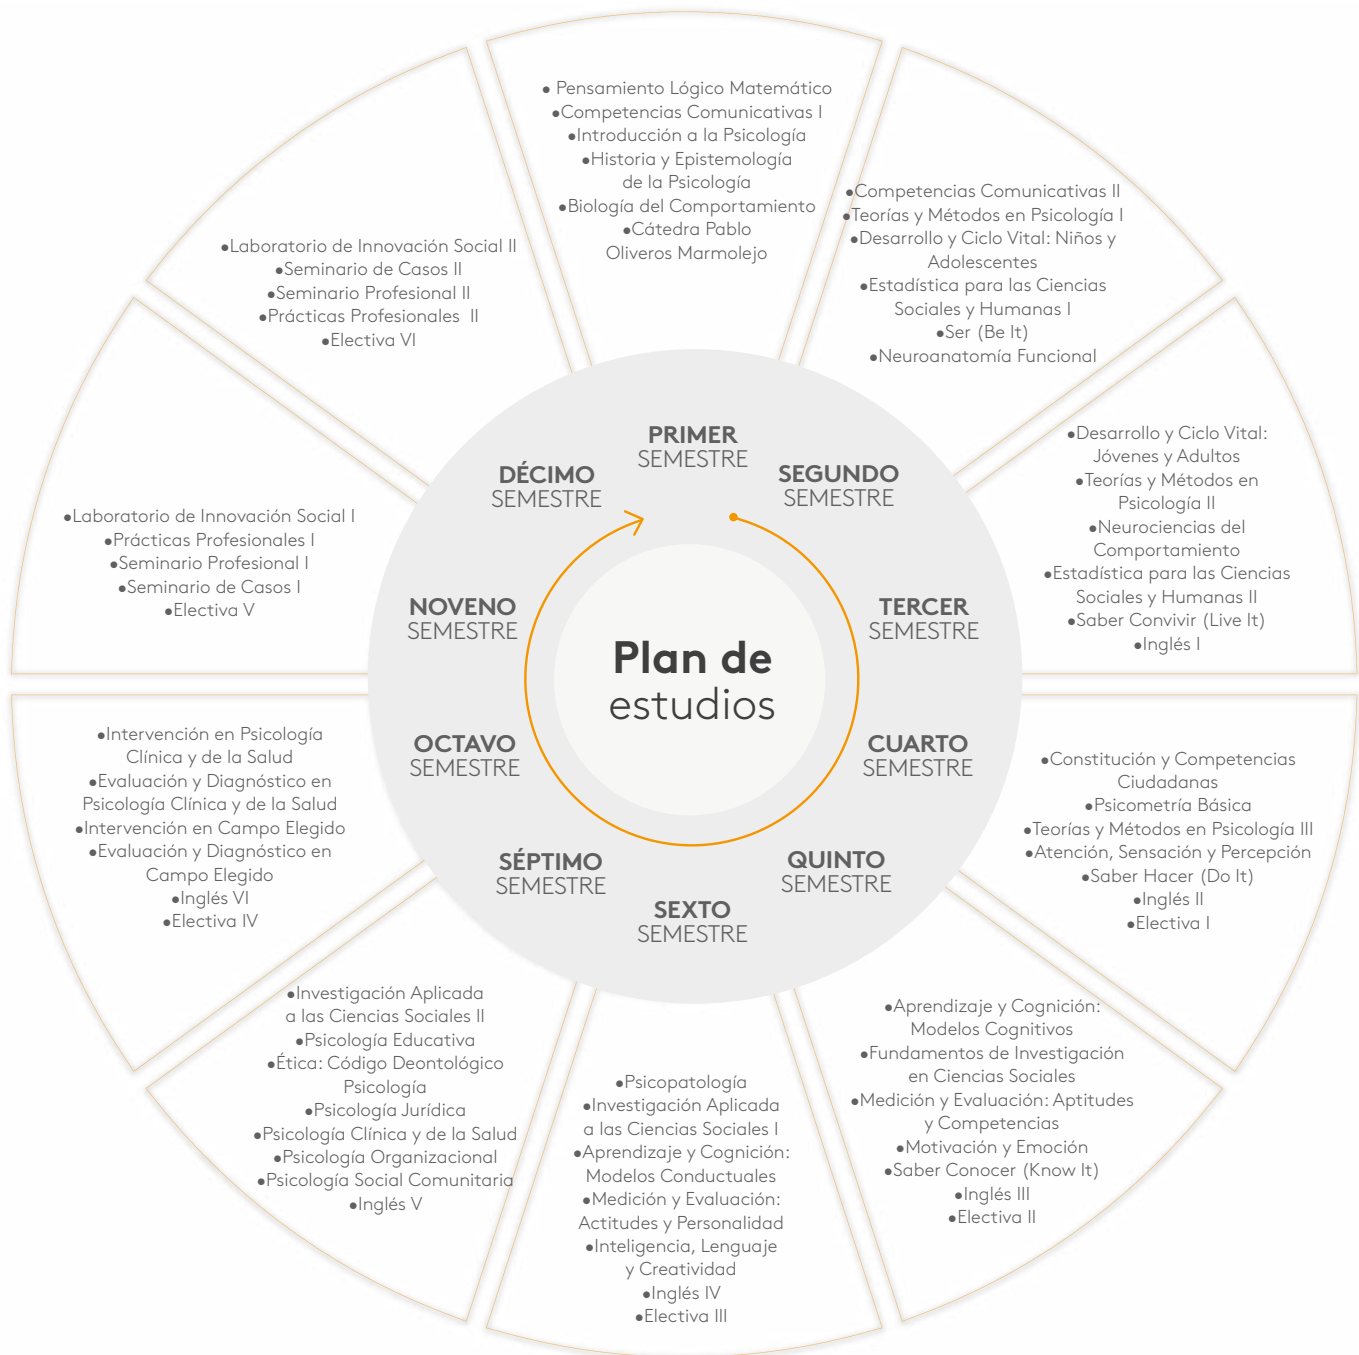 Plan de
estudios
PRIMER
SEMESTRE
● Pensamiento Lógico Matemático
●Competencias Comunicativas I
●Introducción a la Psicología
●Historia y Epistemología
de la Psicología
●Biología del Comportamiento
●Cátedra Pablo
Oliveros Marmolejo
SEGUNDO
SEMESTRE
●Competencias Comunicativas II
●Teorías y Métodos en Psicología I
●Desarrollo y Ciclo Vital: Niños y
Adolescentes
●Estadística para las Ciencias
Sociales y Humanas I
●Ser (Be It)
●Neuroanatomía Funcional
TERCER
SEMESTRE
●Desarrollo y Ciclo Vital:
Jóvenes y Adultos
●Teorías y Métodos en
Psicología II
●Neurociencias del
Comportamiento
●Estadística para las Ciencias
Sociales y Humanas II
●Saber Convivir (Live It)
●Inglés I
CUARTO
SEMESTRE
●Constitución y Competencias
Ciudadanas
●Psicometría Básica
●Teorías y Métodos en Psicología III
●Atención, Sensación y Percepción
●Saber Hacer (Do It)
●Inglés II
●Electiva I
QUINTO
SEMESTRE
●Aprendizaje y Cognición:
Modelos Cognitivos
●Fundamentos de Investigación
en Ciencias Sociales
●Medición y Evaluación: Aptitudes
y Competencias
●Motivación y Emoción
●Saber Conocer (Know It)
●Inglés III
●Electiva II
SEXTO
SEMESTRE
●Psicopatología
●Investigación Aplicada
a las Ciencias Sociales I
●Aprendizaje y Cognición:
Modelos Conductuales
●Medición y Evaluación:
Actitudes y Personalidad
●Inteligencia, Lenguaje
y Creatividad
●Inglés IV
●Electiva III
SÉPTIMO
SEMESTRE
●Investigación Aplicada
a las Ciencias Sociales II
●Psicología Educativa
●Ética: Código Deontológico
Psicología
●Psicología Jurídica
●Psicología Clínica y de la Salud
●Psicología Organizacional
●Psicología Social Comunitaria
●Inglés V
OCTAVO
SEMESTRE
●Intervención en Psicología
Clínica y de la Salud
●Evaluación y Diagnóstico en
Psicología Clínica y de la Salud
●Intervención en Campo Elegido
●Evaluación y Diagnóstico en
Campo Elegido
●Inglés VI
●Electiva IV
NOVENO
SEMESTRE
●Laboratorio de Innovación Social I
●Prácticas Profesionales I
●Seminario Profesional I
●Seminario de Casos I
●Electiva V
DÉCIMO
SEMESTRE
●Laboratorio de Innovación Social II
●Seminario de Casos II
●Seminario Profesional II
●Prácticas Profesionales  II
●Electiva VI